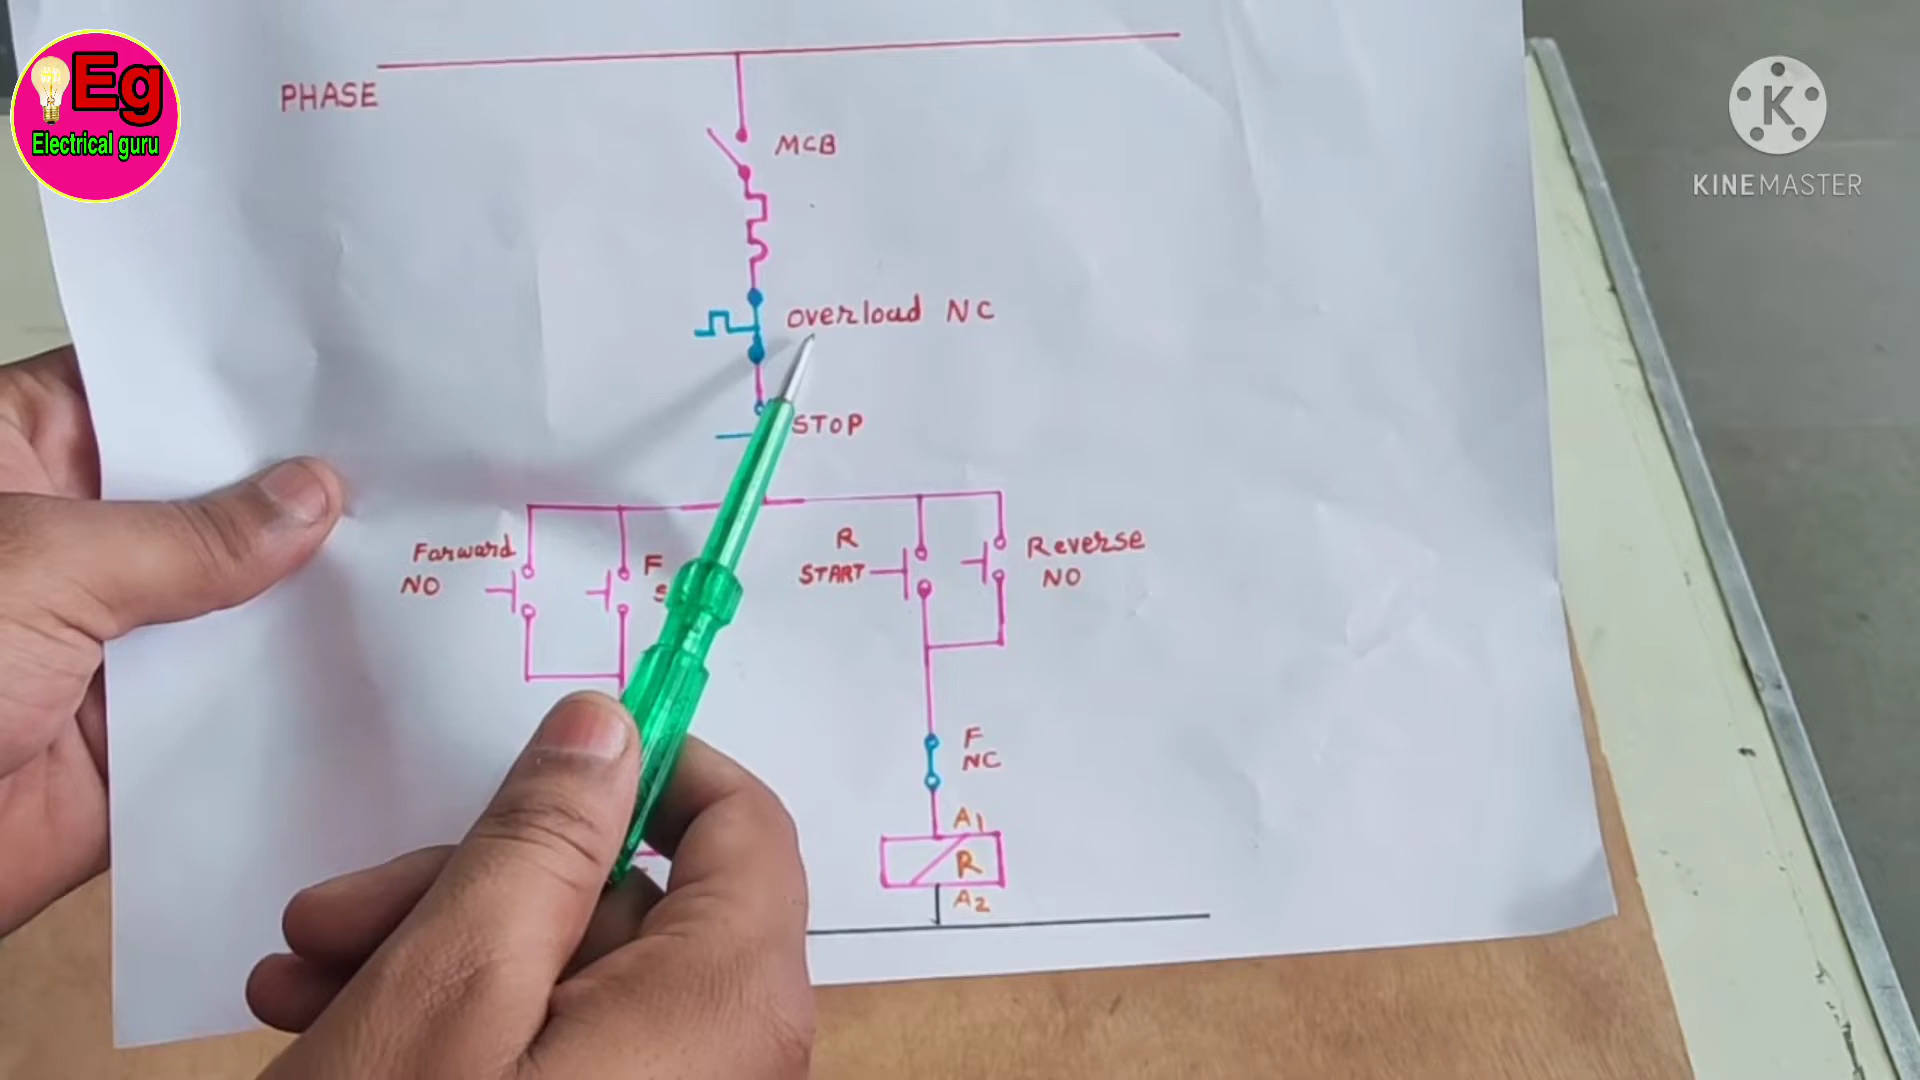 Eg
Electrical guru
K
KINEMASTER
PHASE
MCB
overload NC
STOP
Forward
NO
F
R
START
Reverse
NO
F
NC
A1
R
A2